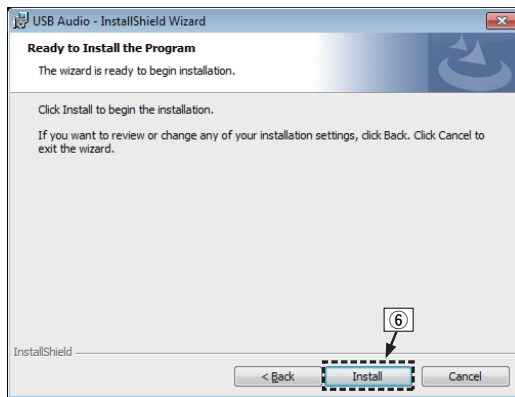 USB Audio - InstallShield Wizard
Ready to Install the Program
The wizard is ready to begin installation.
Click Install to begin the installation.
If you want to review or change any of your installation settings, click Back. Click Cancel to
exit the wizard.
⑥
InstallShield
< Back Install Cancel